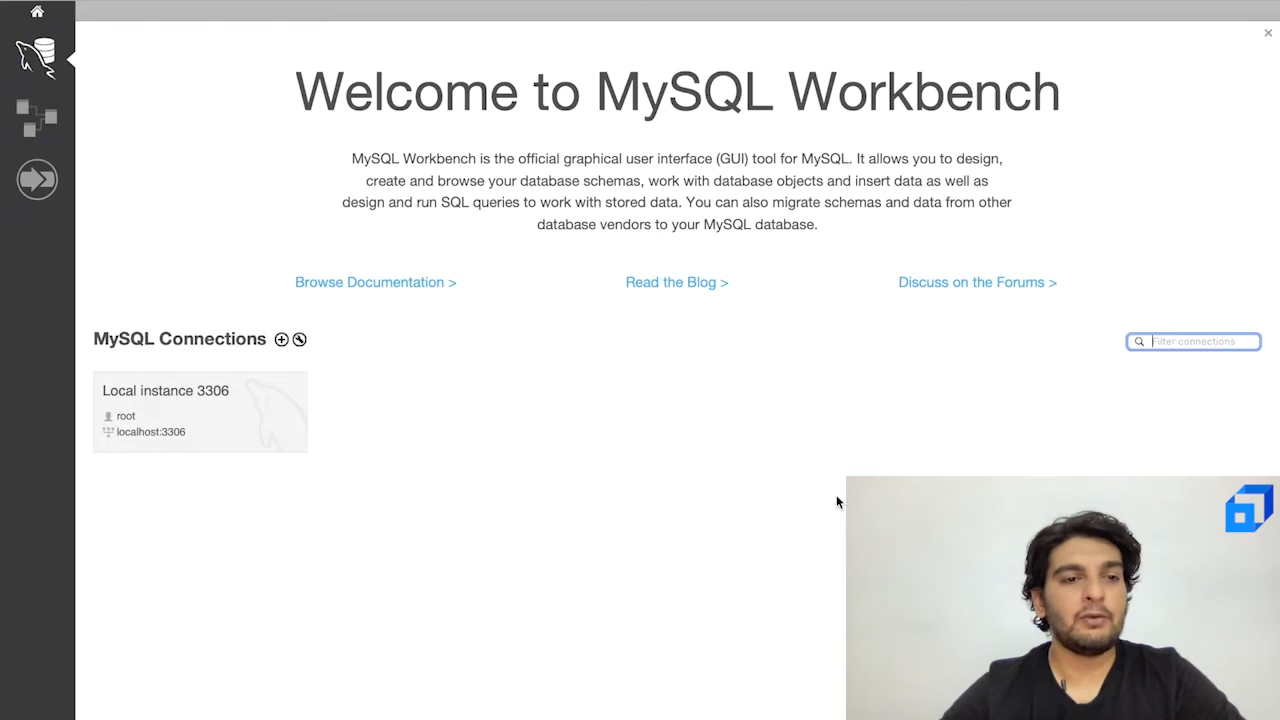 Welcome to MySQL Workbench
MySQL Workbench is the official graphical user interface (GUI) tool for MySQL. It allows you to design,
create and browse your database schemas, work with database objects and insert data as well as
design and run SQL queries to work with stored data. You can also migrate schemas and data from other
database vendors to your MySQL database.
Browse Documentation >
Read the Blog >
Discuss on the Forums >
MySQL Connections
Filter connections
Local instance 3306
root
localhost:3306